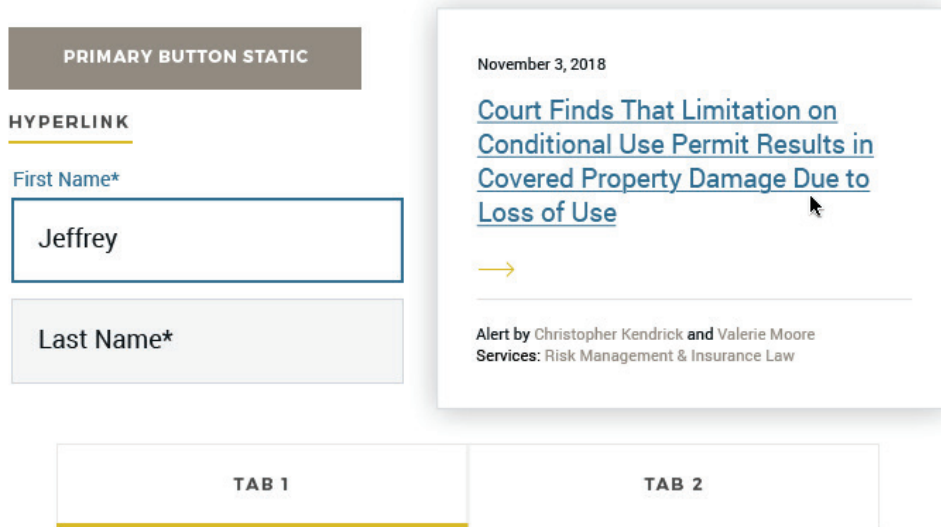 PRIMARY BUTTON STATIC
HYPERLINK
First Name*
Jeffrey
Last Name*
November 3, 2018
Court Finds That Limitation on
Conditional Use Permit Results in
Covered Property Damage Due to
Loss of Use
Alert by Christopher Kendrick and Valerie Moore
Services: Risk Management & Insurance Law
TAB 1
TAB 2